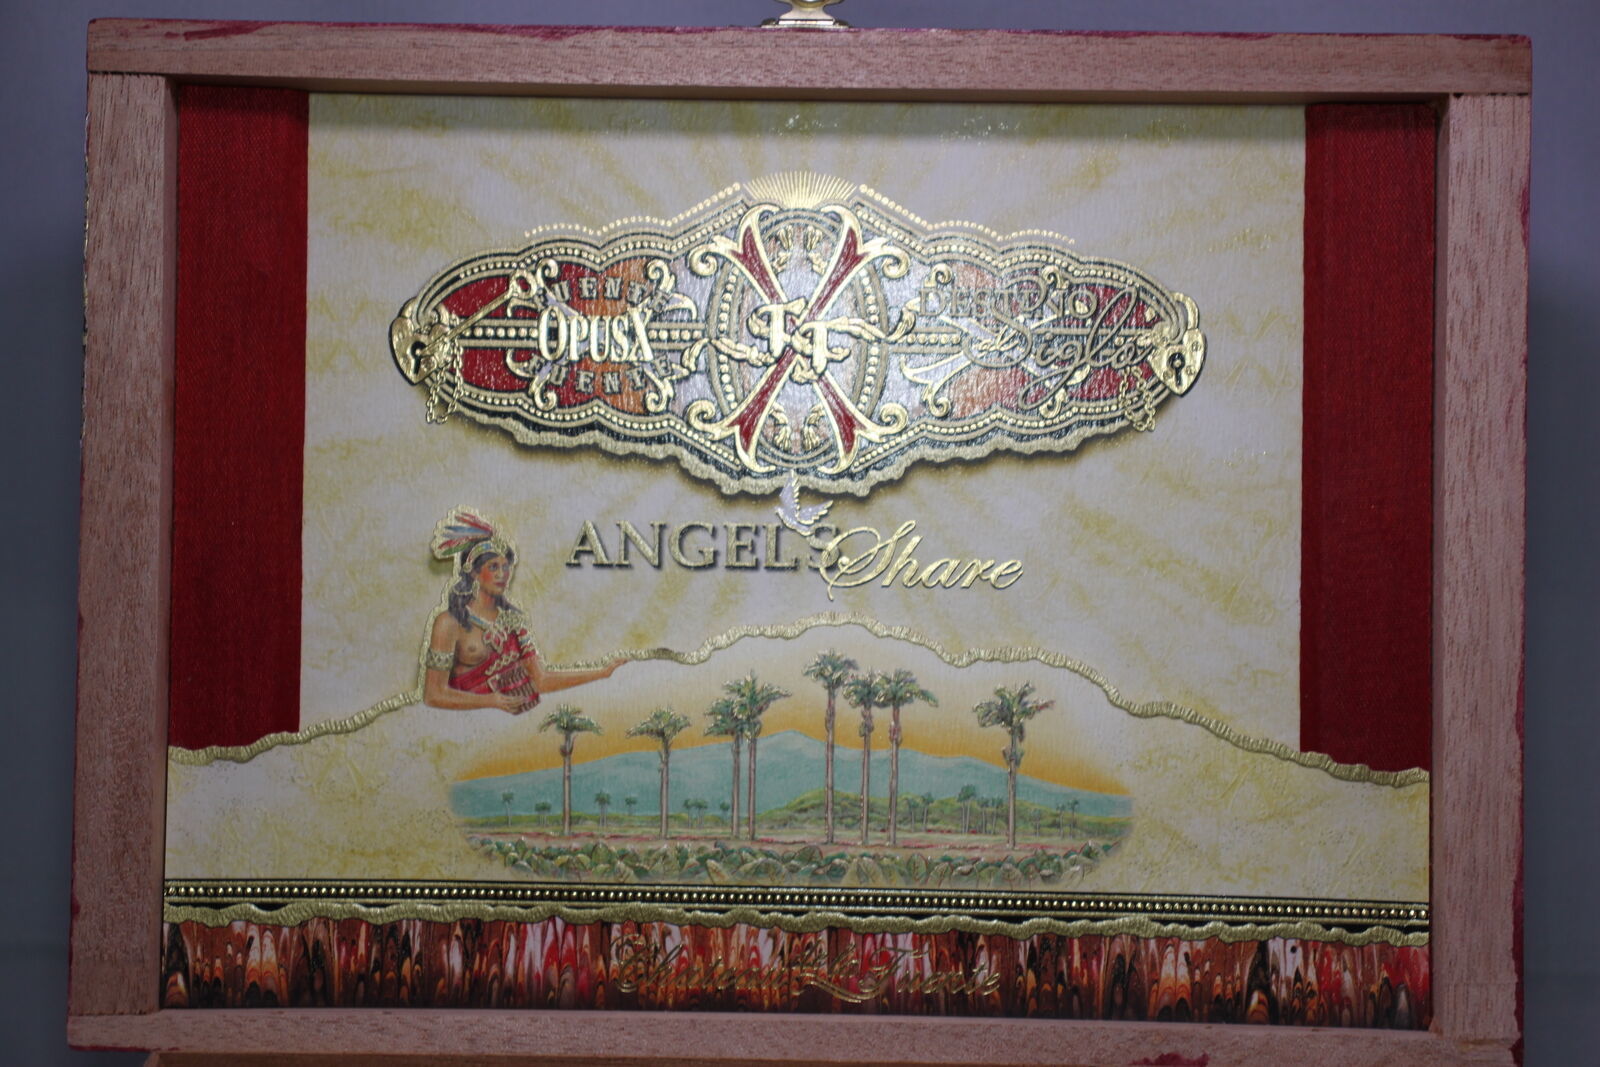 FUENTE
OPUSX
FUENTE
DESTINO
al Siglo
FF
ANGELS Share
Chateau de la Fuente